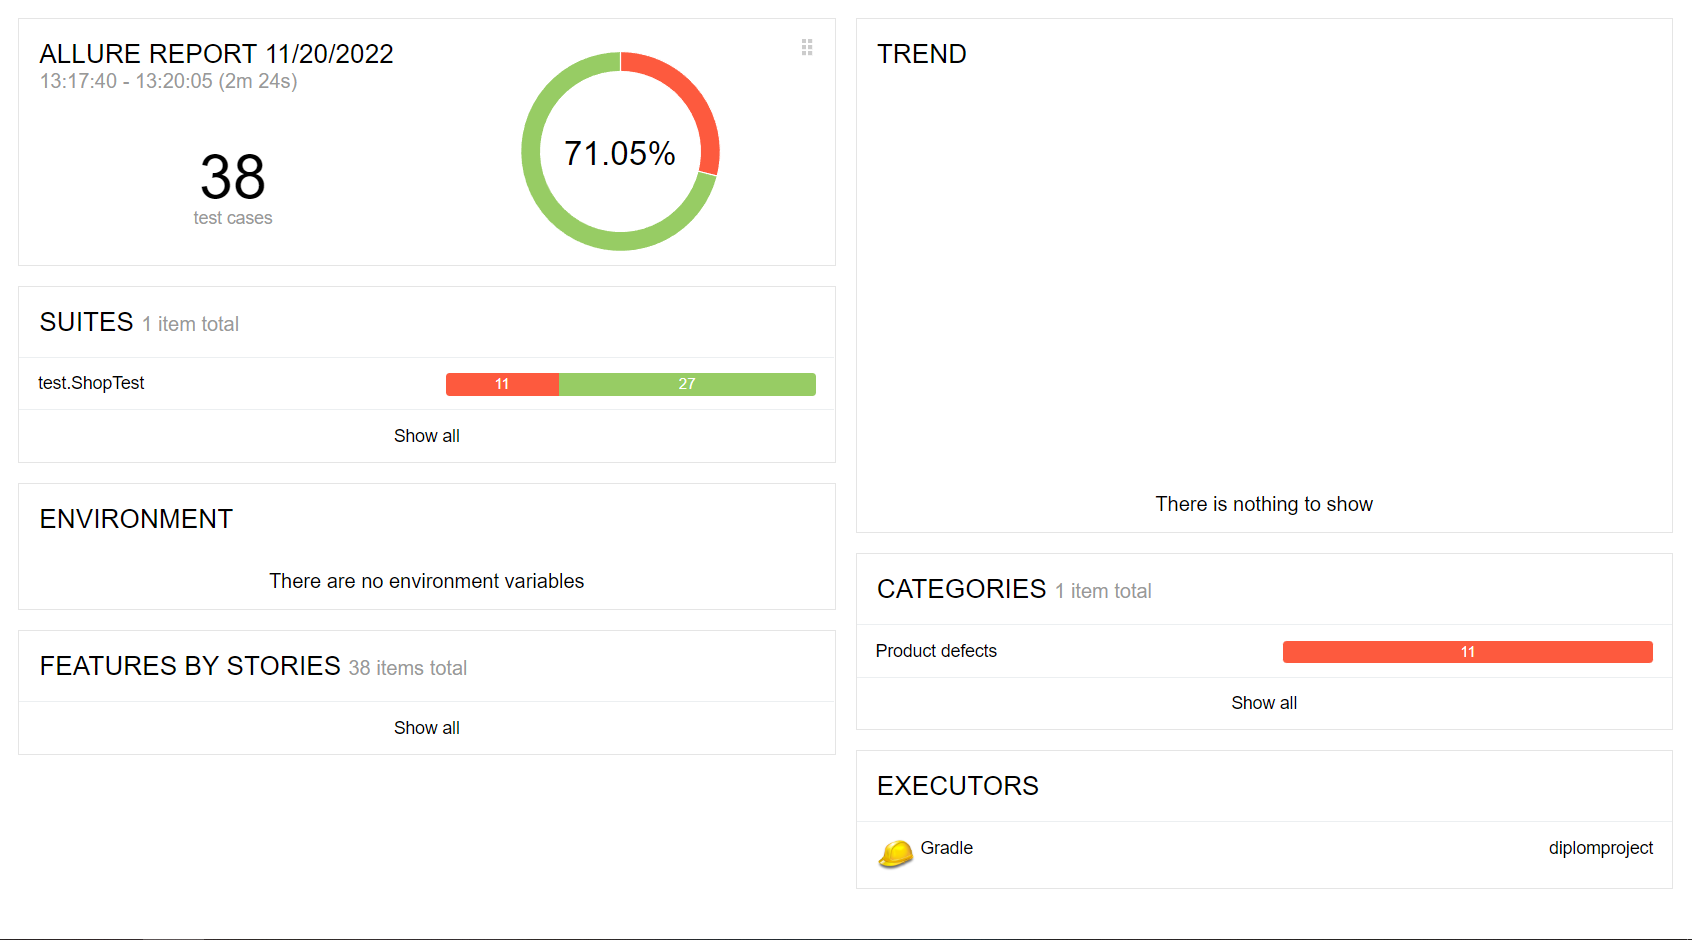 ALLURE REPORT 11/20/2022
13:17:40 - 13:20:05 (2m 24s)
38
test cases
71.05%
SUITES 1 item total
test.ShopTest 11 27
Show all
ENVIRONMENT
There are no environment variables
FEATURES BY STORIES 38 items total
Show all
TREND
There is nothing to show
CATEGORIES 1 item total
Product defects 11
Show all
EXECUTORS
Gradle diplomproject